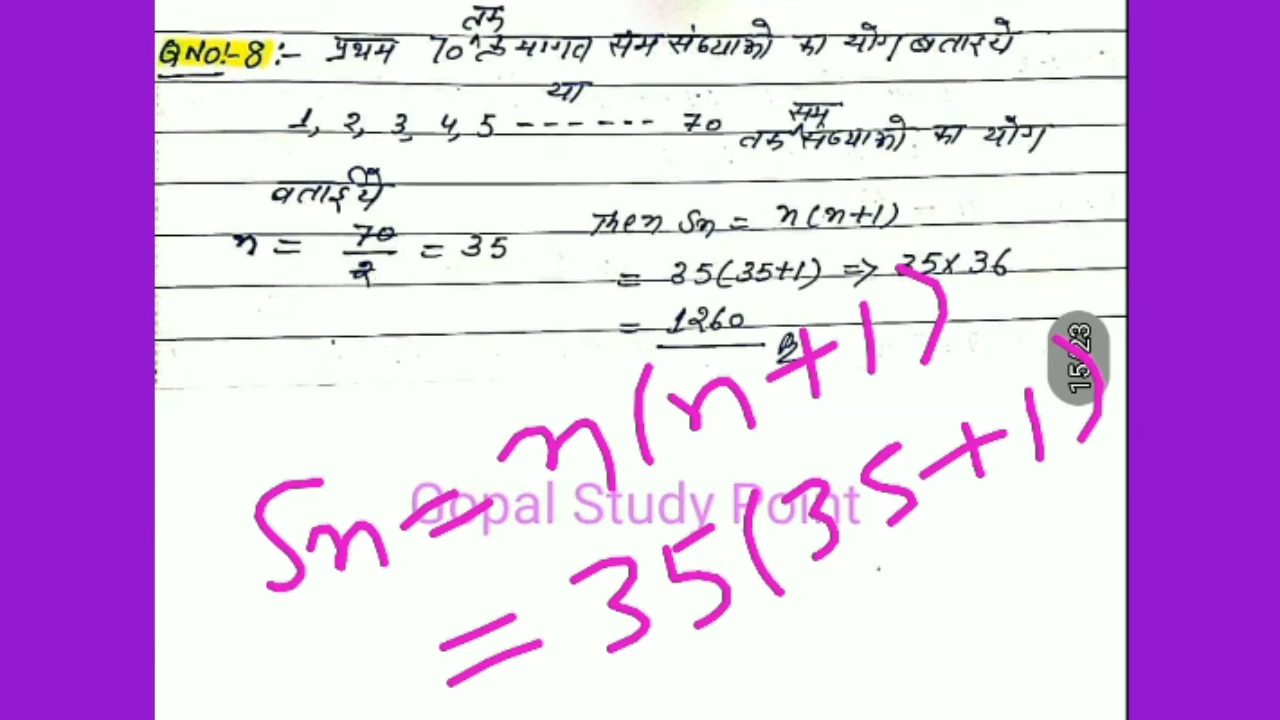 QNO!-8:- प्रथम 70 तक लगातार सम संख्याओ का योग बताइये
या
1, 2, 3, 4, 5 ------- 70 तक सम संख्याओ का योग
बताइये
n = 70/2 = 35
Then Sn = n(n+1)
= 35(35+1) => 35×36
= 1260
Sn = n(n+1)
= 35(35+1)
Gopal Study Point
15/23